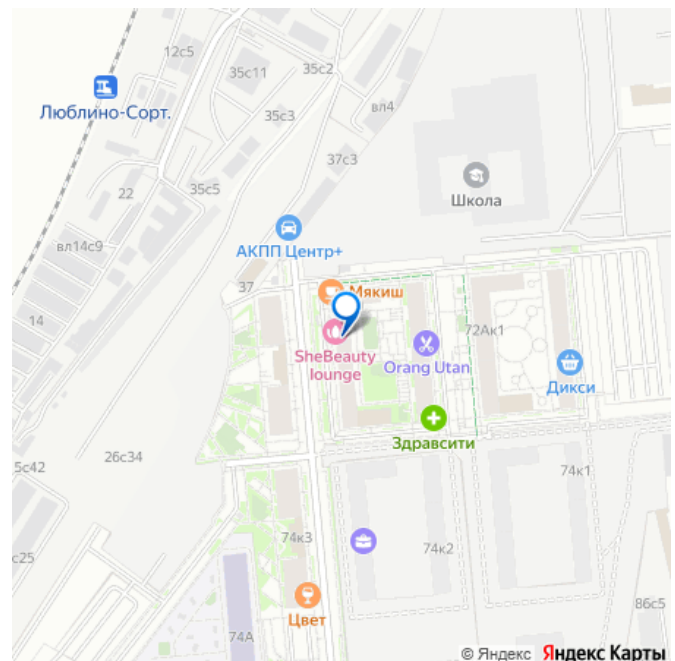 12с5
35с11
35с2
Люблино-Сорт.
35с3
вл4
37с3
22
35с5
Школа
вл14с9
АКПП Центр+
37
Мякиш
14
SheBeauty
lounge
72Ак1
Orang Utan
Дикси
Здравсити
5с42
26с34
74к1
с25
74к3
74к2
Цвет
86с5
74А
© Яндекс Яндекс Карты